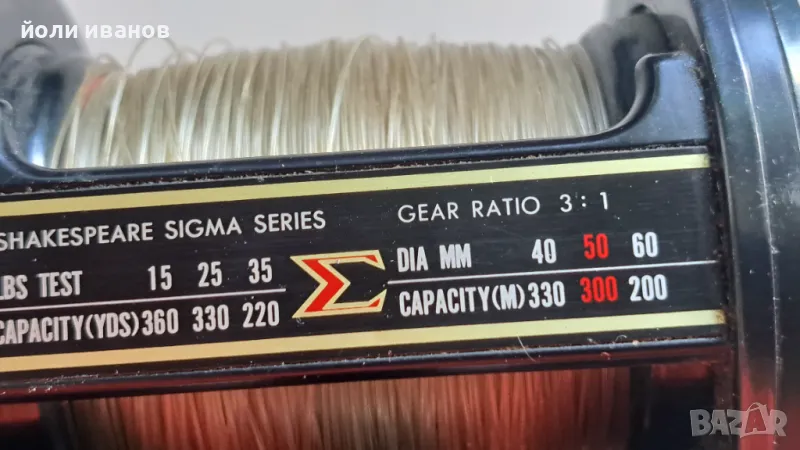 йоли иванов
SHAKESPEARE SIGMA SERIES
LBS TEST 15 25 35
CAPACITY(YDS) 360 330 220
Σ
GEAR RATIO 3:1
DIA MM 40 50 60
CAPACITY(M) 330 300 200
BAZAR